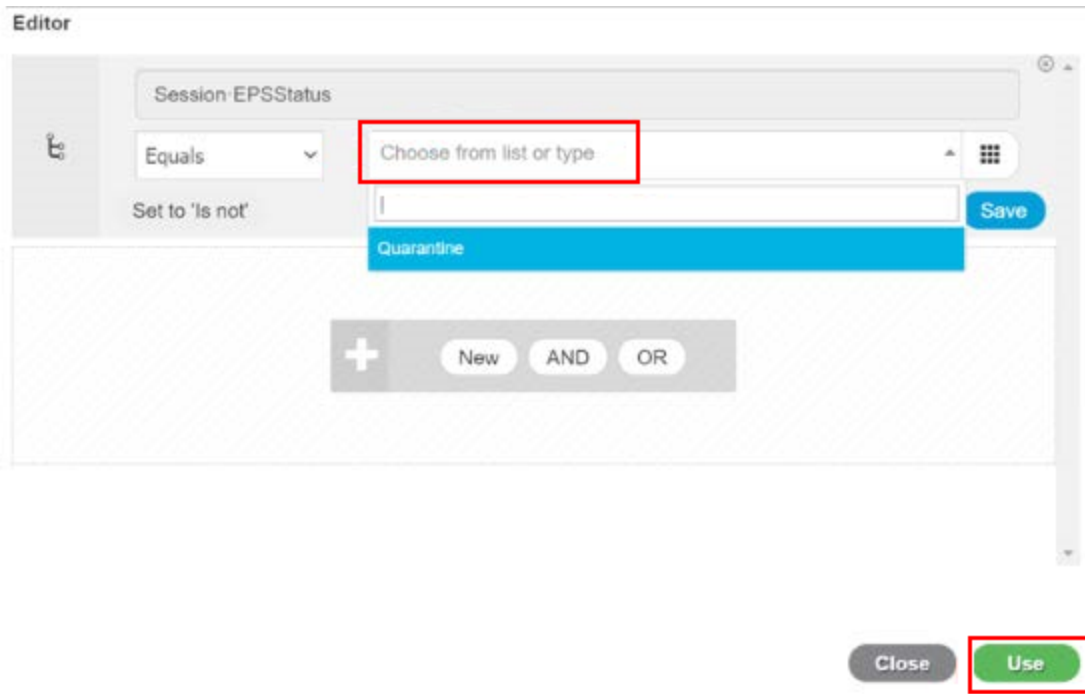 Editor
Session·EPSStatus
Equals
Choose from list or type
Set to 'Is not'
Save
Quarantine
New AND OR
Close Use